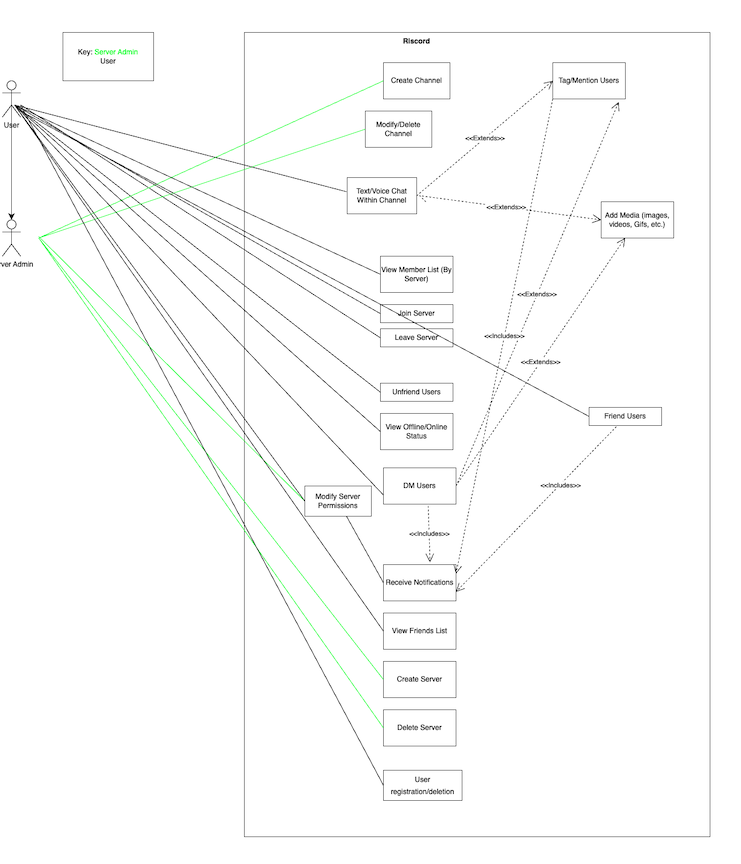 Riscord
Key: Server Admin
User
Create Channel
Tag/Mention Users
User
Modify/Delete
Channel
<<Extends>>
Text/Voice Chat
Within Channel
<<Extends>>
Add Media (images,
videos, Gifs, etc.)
rver Admin
View Member List (By
Server)
<<Extends>>
Join Server
Leave Server
<<Includes>>
<<Extends>>
Unfriend Users
Friend Users
View Offline/Online
Status
DM Users
<<Includes>>
Modify Server
Permissions
<<Includes>>
Receive Notifications
View Friends List
Create Server
Delete Server
User
registration/deletion